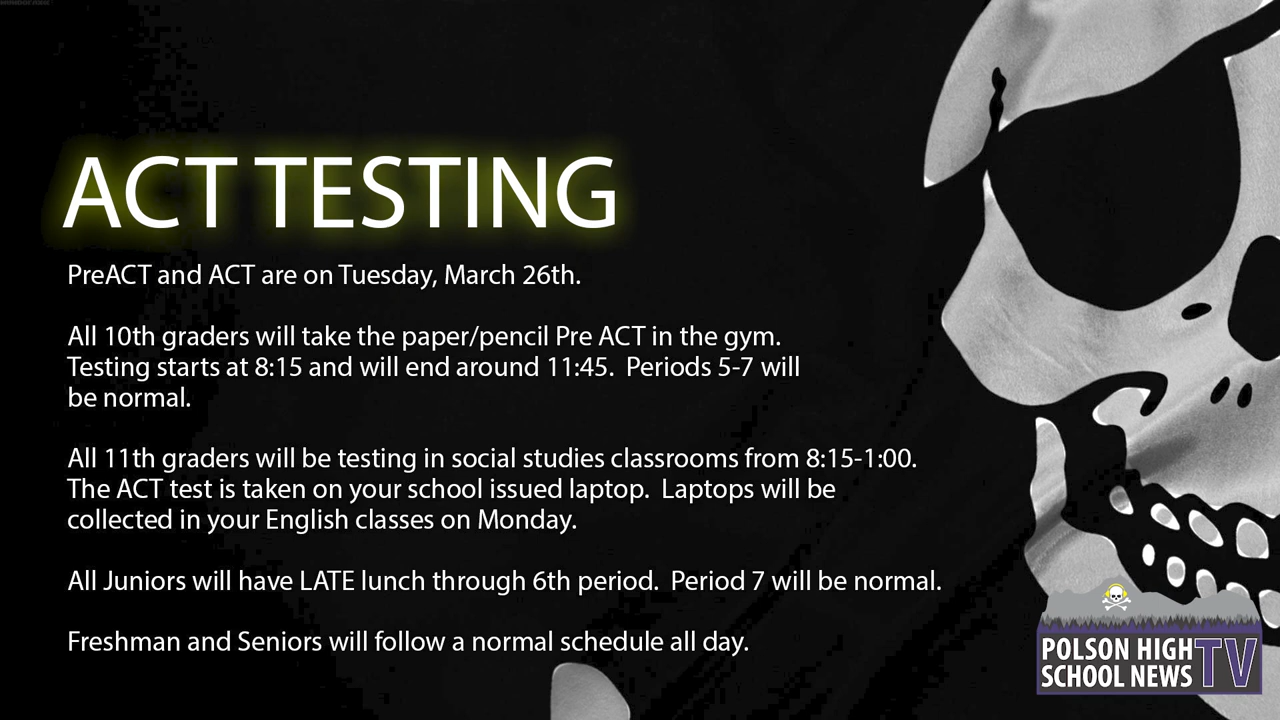 ACT TESTING
PreACT and ACT are on Tuesday, March 26th.
All 10th graders will take the paper/pencil Pre ACT in the gym.
Testing starts at 8:15 and will end around 11:45.  Periods 5-7 will
be normal.
All 11th graders will be testing in social studies classrooms from 8:15-1:00.
The ACT test is taken on your school issued laptop.  Laptops will be
collected in your English classes on Monday.
All Juniors will have LATE lunch through 6th period.  Period 7 will be normal.
Freshman and Seniors will follow a normal schedule all day.
POLSON HIGH
SCHOOL NEWS TV